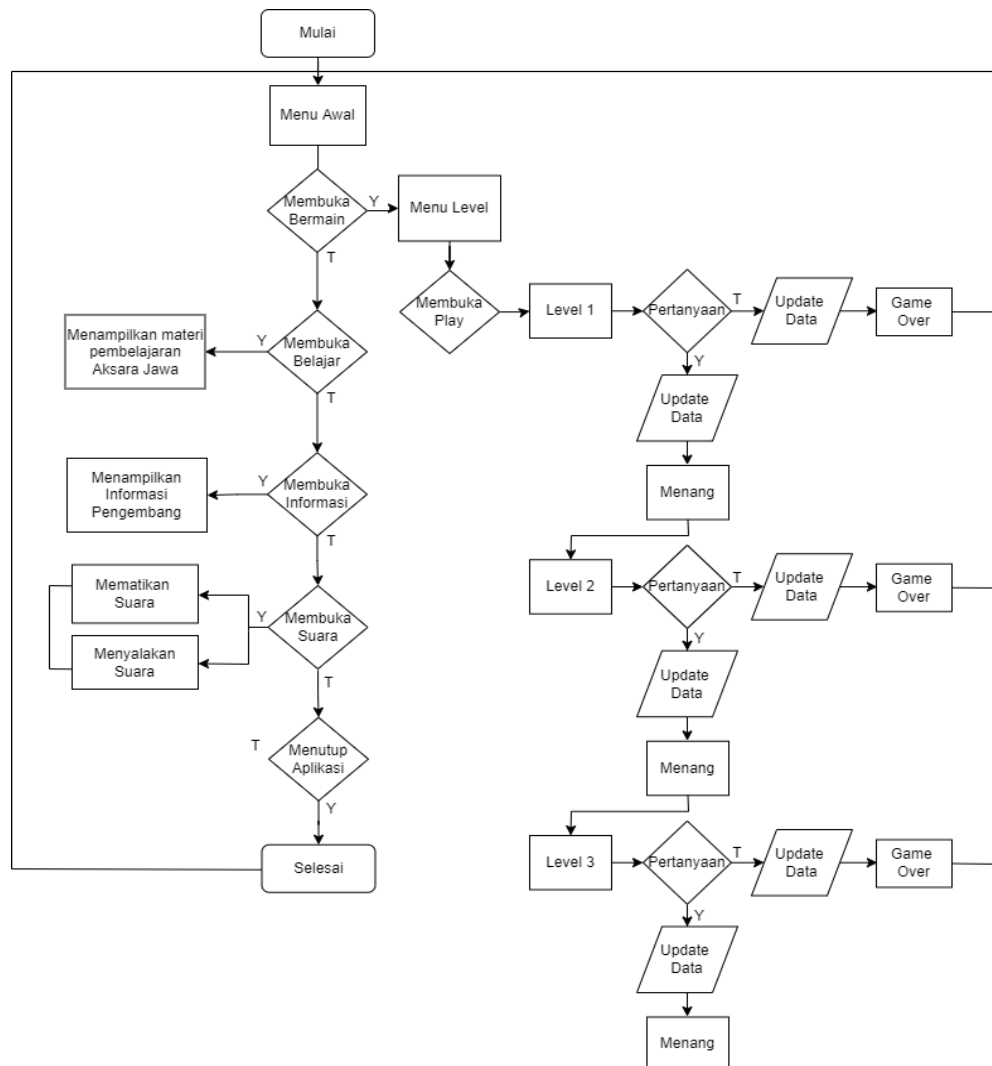 Mulai
Menu Awal
Membuka
Bermain
Y
T
Menu Level
Membuka
Play
Level 1
Pertanyaan
T
Y
Update
Data
Game
Over
Menampilkan materi
pembelajaran
Aksara Jawa
Y
Membuka
Belajar
T
Update
Data
Menang
Menampilkan
Informasi
Pengembang
Y
Membuka
Informasi
T
Level 2
Pertanyaan
T
Y
Update
Data
Game
Over
Mematikan
Suara
Menyalakan
Suara
Y
Membuka
Suara
T
Update
Data
Menang
T
Menutup
Aplikasi
Y
Selesai
Level 3
Pertanyaan
T
Y
Update
Data
Game
Over
Update
Data
Menang